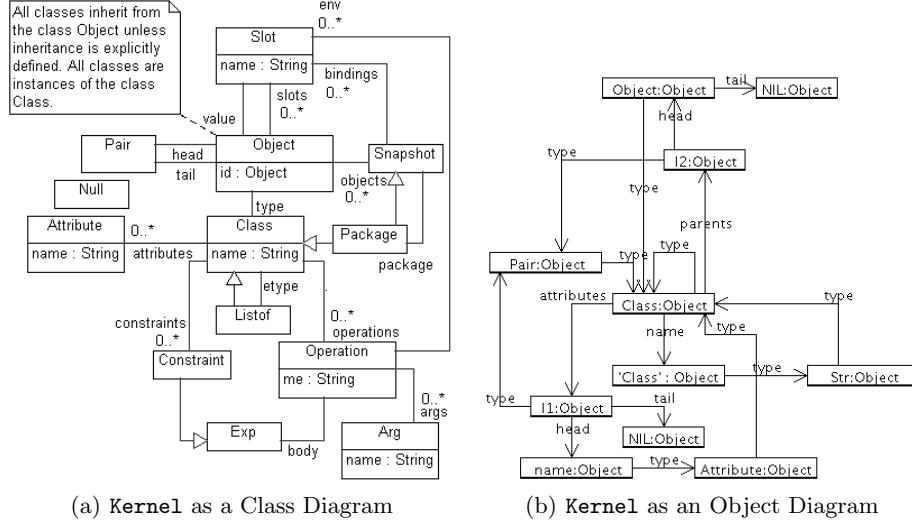 All classes inherit from
the class Object unless
inheritance is explicitly
defined. All classes are
instances of the class
Class.
env
0..*
Slot
name : String
bindings
0..*
slots
0..*
value
Pair
head
tail
Object
id : Object
Snapshot
objects
0..*
Null
type
Attribute
name : String
0..*
attributes
Class
name : String
Package
package
etype
Listof
constraints
0..*
0..*
operations
Constraint
Operation
me : String
0..*
args
Exp
body
Arg
name : String
(a) Kernel as a Class Diagram
Object:Object
tail
NIL:Object
head
type
l2:Object
type
parents
Pair:Object
type
type
attributes
Class:Object
type
name
type
'Class' : Object
type
Str:Object
type
l1:Object
tail
head
NIL:Object
name:Object
type
Attribute:Object
(b) Kernel as an Object Diagram